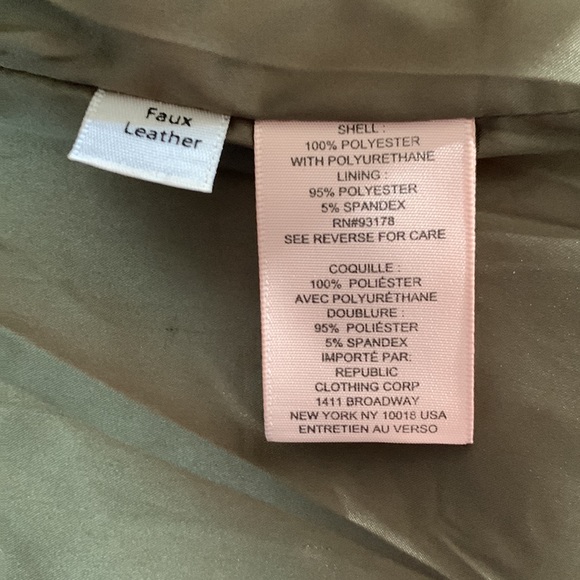 Faux
Leather
SHELL :
100% POLYESTER
WITH POLYURETHANE
LINING :
95% POLYESTER
5% SPANDEX
RN#93178
SEE REVERSE FOR CARE
COQUILLE :
100% POLIÉSTER
AVEC POLYURÉTHANE
DOUBLURE :
95% POLIÉSTER
5% SPANDEX
IMPORTÉ PAR:
REPUBLIC
CLOTHING CORP
1411 BROADWAY
NEW YORK NY 10018 USA
ENTRETIEN AU VERSO